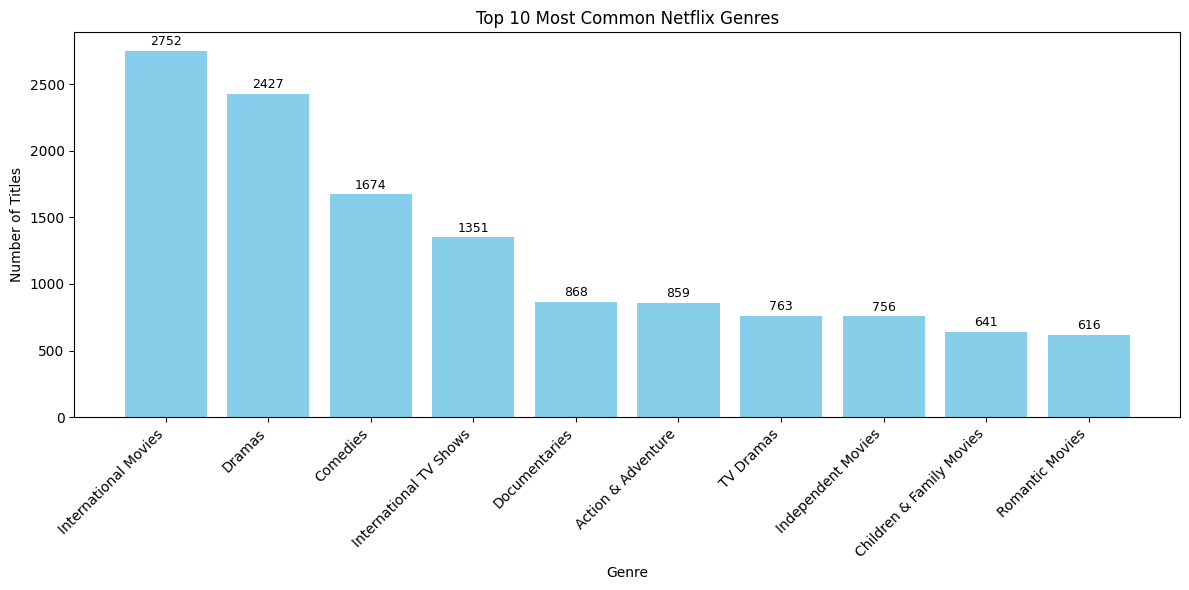 Top 10 Most Common Netflix Genres
Number of Titles
2500
2000
1500
1000
500
0
2752
2427
1674
1351
868
859
763
756
641
616
International Movies
Dramas
Comedies
International TV Shows
Documentaries
Action & Adventure
TV Dramas
Independent Movies
Children & Family Movies
Romantic Movies
Genre